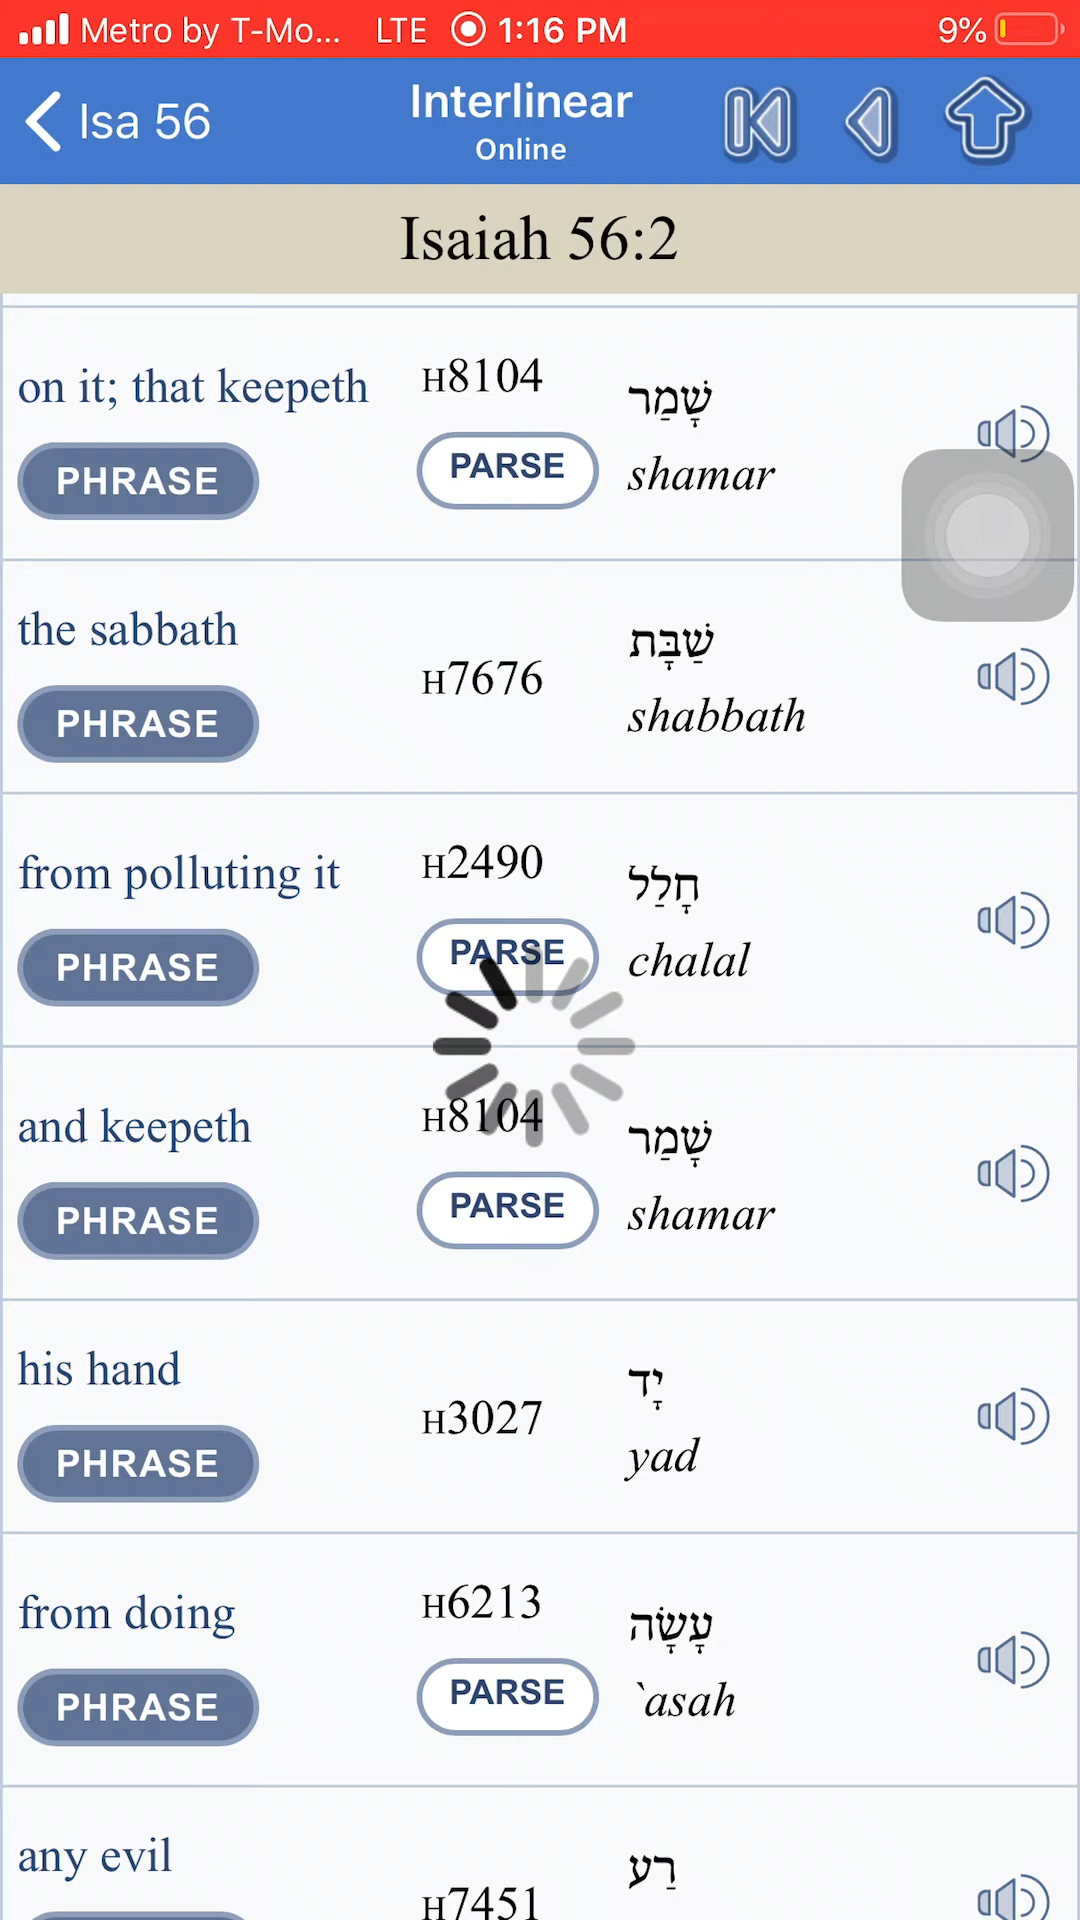 Metro by T-Mo... LTE 1:16 PM 9%
Isa 56
Interlinear
Online
Isaiah 56:2
on it; that keepeth
PHRASE
H8104
PARSE
שָׁמַר
shamar
the sabbath
PHRASE
H7676
שַׁבָּת
shabbath
from polluting it
PHRASE
H2490
PARSE
חָלַל
chalal
and keepeth
PHRASE
H8104
PARSE
שָׁמַר
shamar
his hand
PHRASE
H3027
יָד
yad
from doing
PHRASE
H6213
PARSE
עָשָׂה
`asah
any evil
H7451
רַע